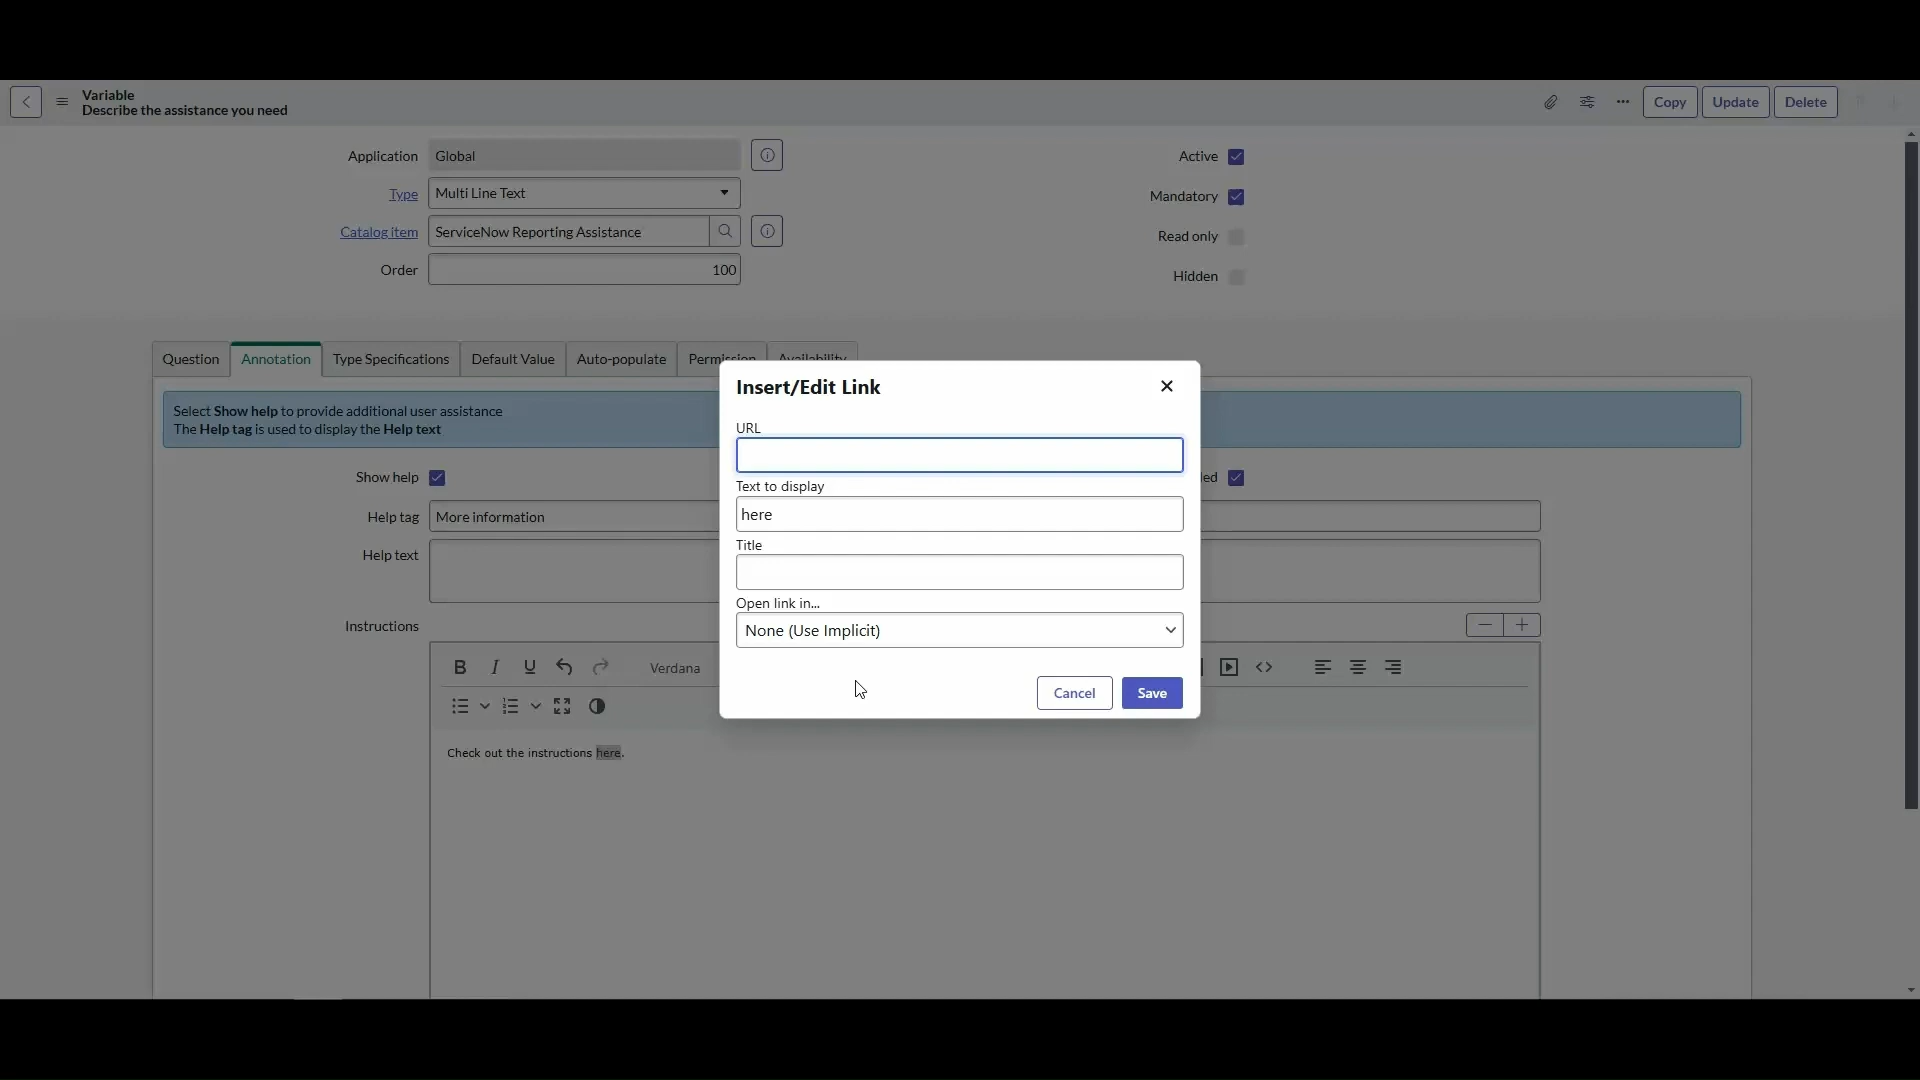 Variable
Describe the assistance you need
Copy
Update
Delete
Application
Global
Active
Type
Multi Line Text
Mandatory
Catalog item
ServiceNow Reporting Assistance
Read only
Order
100
Hidden
Question
Annotation
Type Specifications
Default Value
Auto-populate
Permission
Availability
Select Show help to provide additional user assistance
The Help tag is used to display the Help text
Show help
Help tag
More information
Help text
Instructions
Verdana
Check out the instructions here.
Insert/Edit Link
URL
Text to display
here
Title
Open link in...
None (Use Implicit)
Cancel
Save